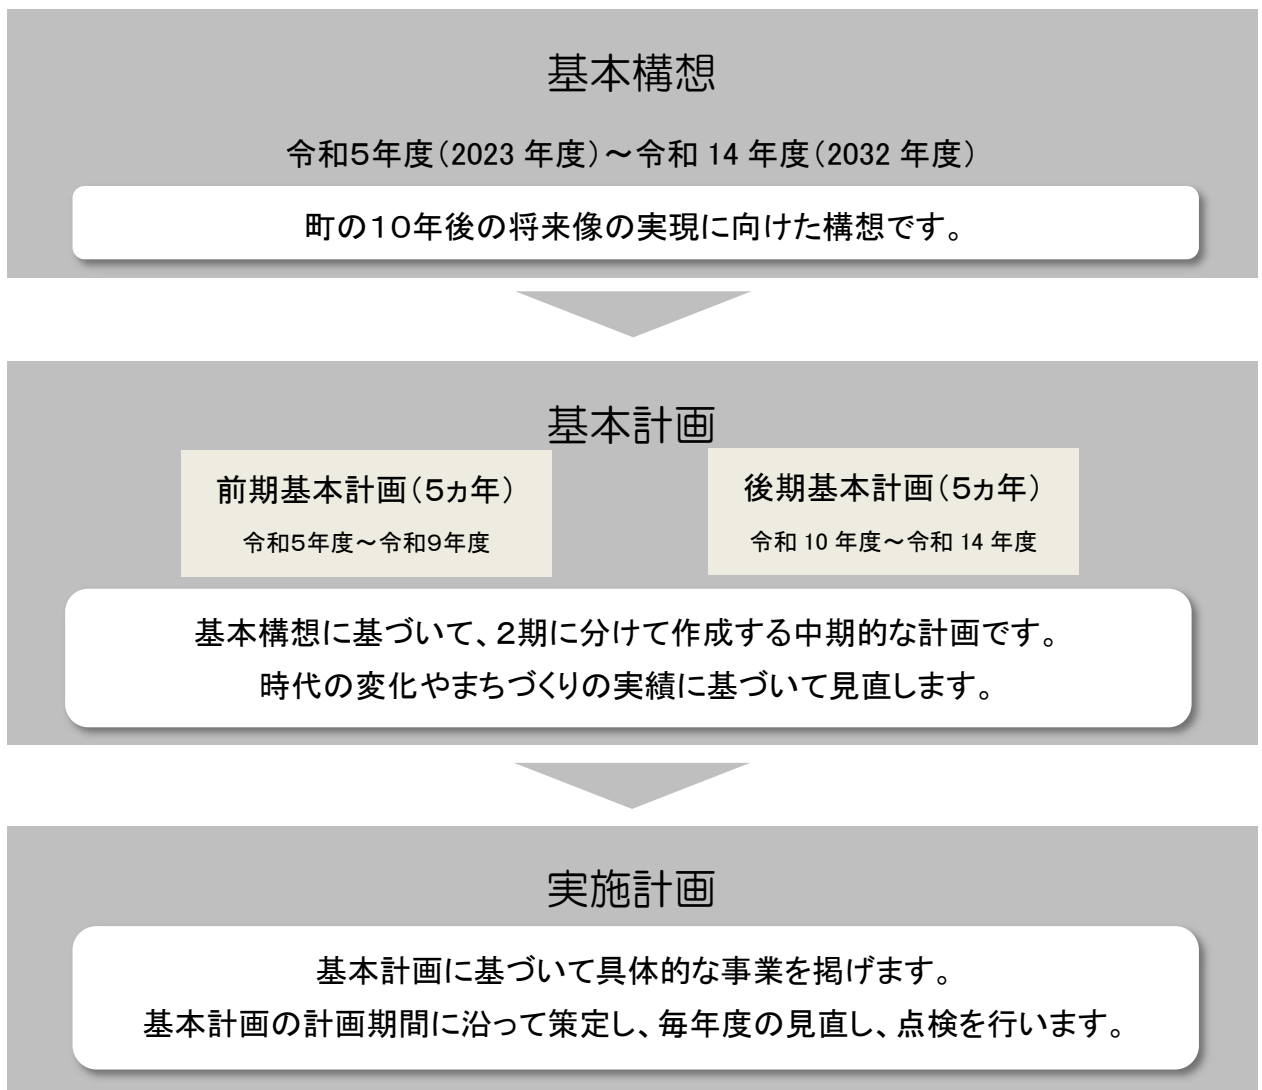 基本構想
令和５年度（2023 年度）～令和 14 年度（2032 年度）
町の１０年後の将来像の実現に向けた構想です。
基本計画
前期基本計画（５ヵ年）
令和５年度～令和９年度
後期基本計画（５ヵ年）
令和 10 年度～令和 14 年度
基本構想に基づいて、２期に分けて作成する中期的な計画です。
時代の変化やまちづくりの実績に基づいて見直します。
実施計画
基本計画に基づいて具体的な事業を掲げます。
基本計画の計画期間に沿って策定し、毎年度の見直し、点検を行います。